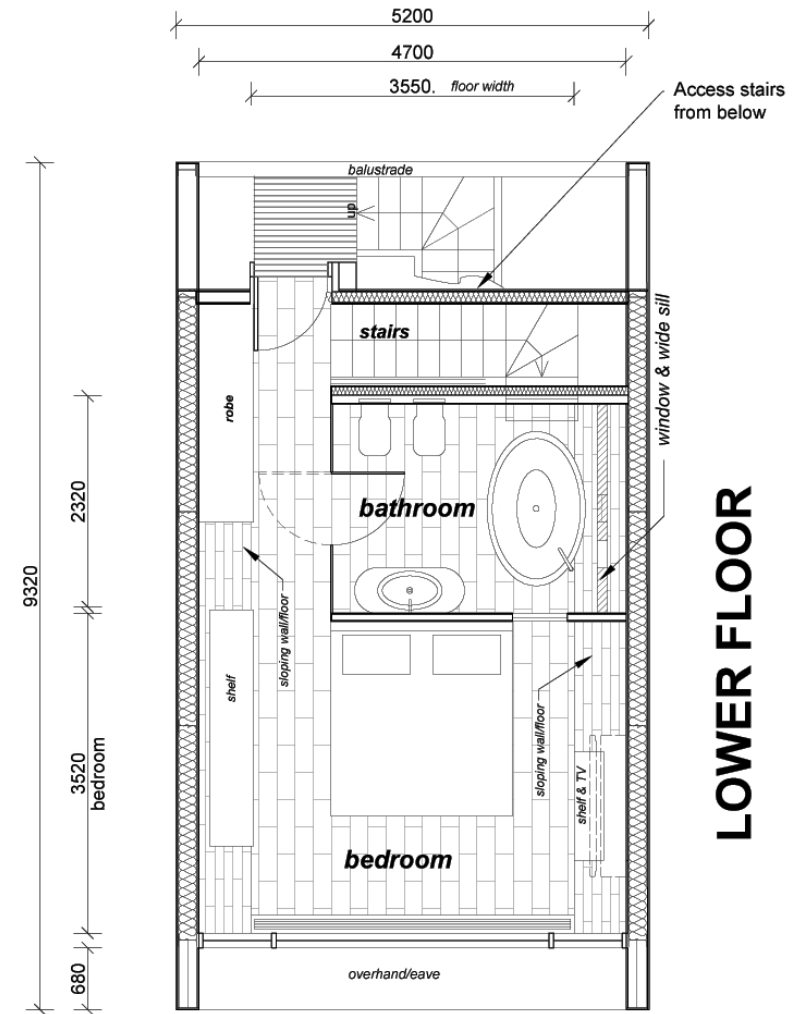 5200
4700
3550. floor width
Access stairs
from below
balustrade
up
stairs
window & wide sill
robe
2320
bathroom
9320
sloping wall/floor
LOWER FLOOR
shelf
sloping wall/floor
3520
bedroom
shelf & TV
bedroom
680
overhand/eave